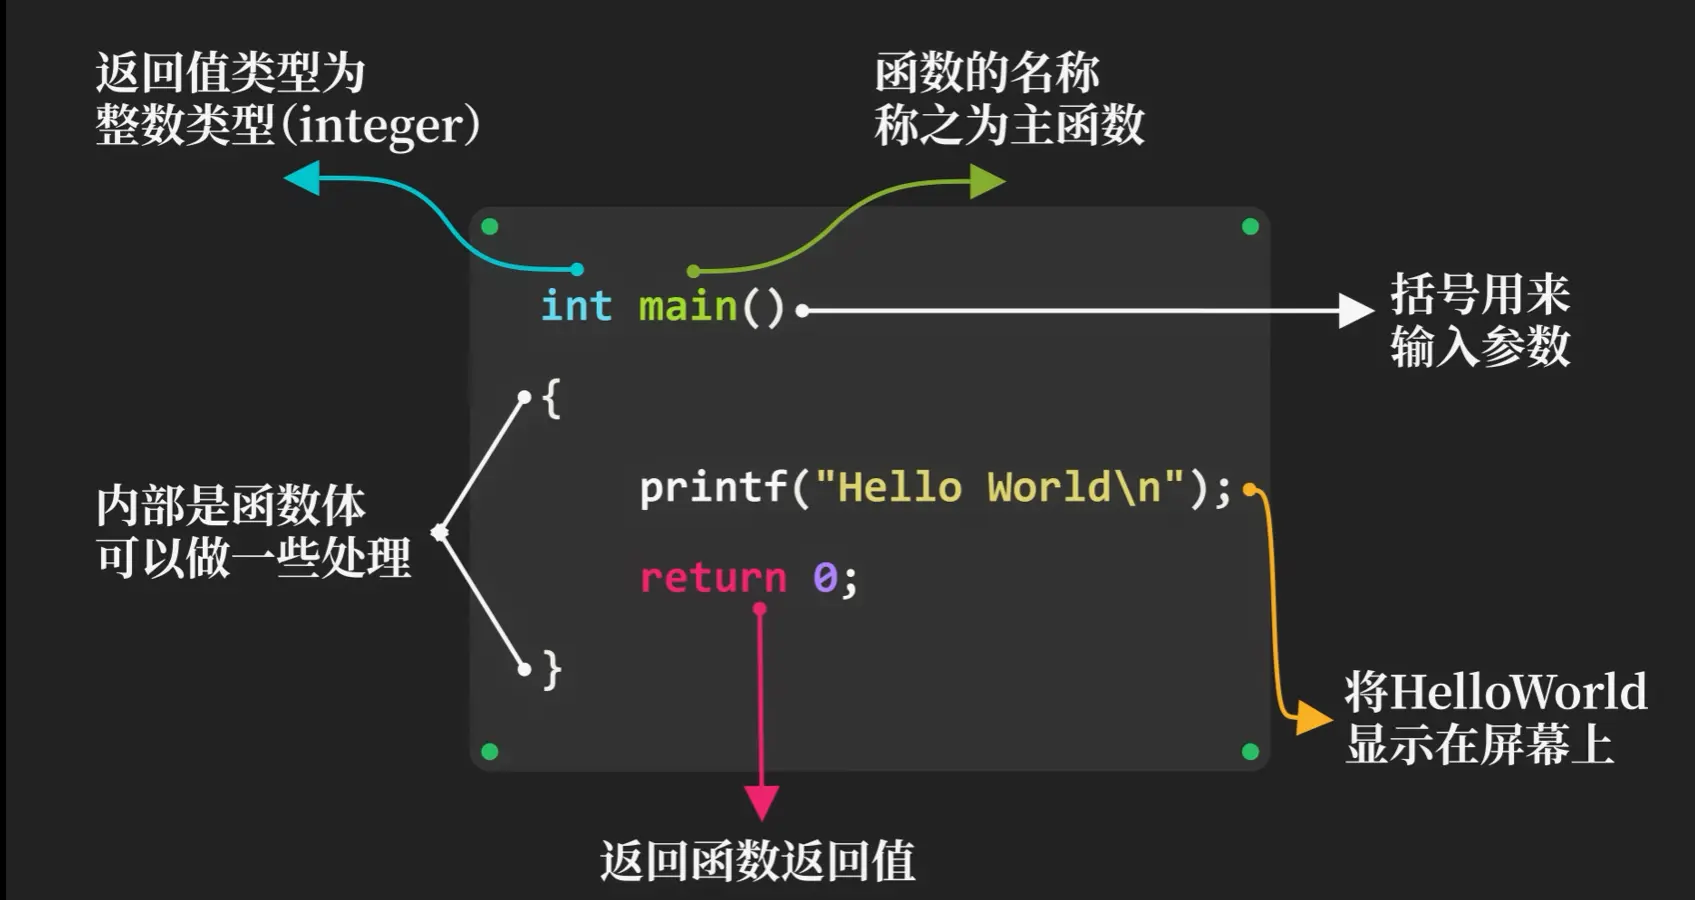 返回值类型为
整数类型(integer)
函数的名称
称之为主函数
int main()
括号用来
输入参数
{
printf("Hello World\n");
内部是函数体
可以做一些处理
return 0;
}
将HelloWorld
显示在屏幕上
返回函数返回值